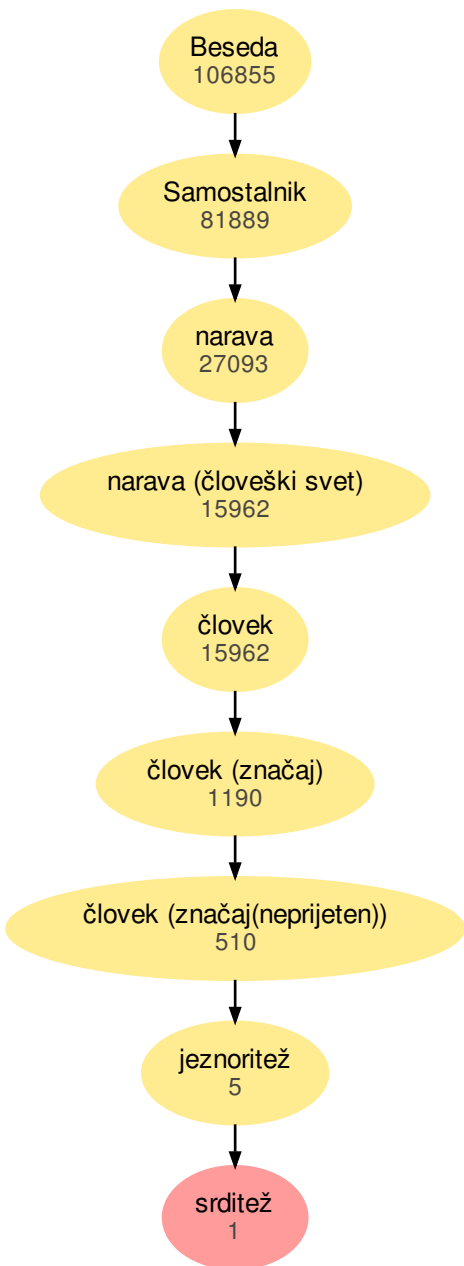 Beseda
106855
Samostalnik
81889
narava
27093
narava (človeški svet)
15962
človek
15962
človek (značaj)
1190
človek (značaj(neprijeten))
510
jeznoritež
5
srditež
1